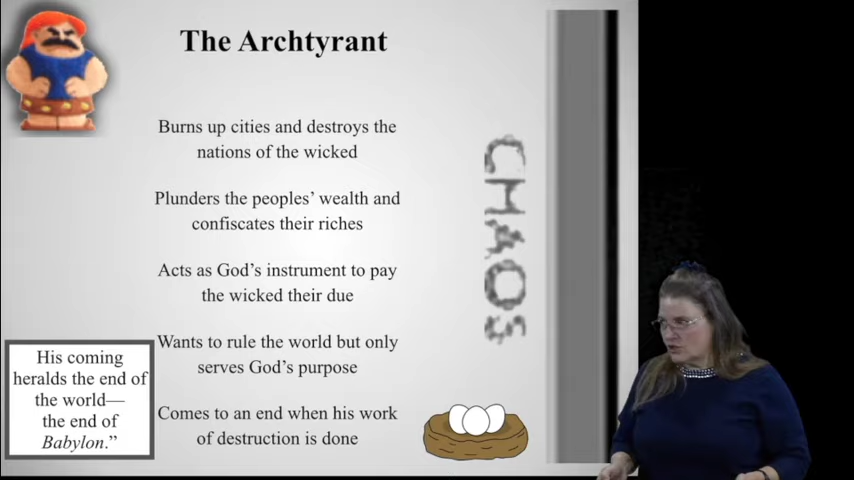 The Archtyrant
Burns up cities and destroys the
nations of the wicked
Plunders the peoples’ wealth and
confiscates their riches
Acts as God’s instrument to pay
the wicked their due
Wants to rule the world but only
serves God’s purpose
Comes to an end when his work
of destruction is done
His coming
heralds the end of
the world—
the end of
Babylon.”
CHAOS